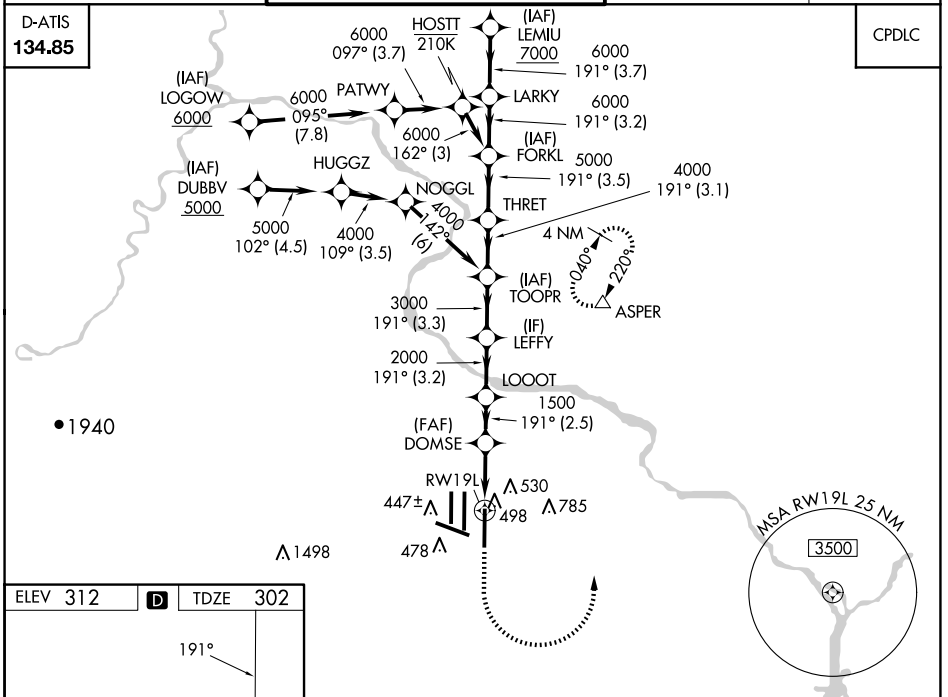 D-ATIS
134.85
CPDLC
HOSTT
210K
(IAF)
LEMIU
7000
6000
097° (3.7)
6000
191° (3.7)
(IAF)
LOGOW
6000
6000
095°
(7.8)
PATWY
LARKY
6000
191° (3.2)
6000
162° (3)
(IAF)
FORKL
(IAF)
DUBBV
5000
HUGGZ
NOGGL
5000
191° (3.5)
4000
191° (3.1)
5000
102° (4.5)
4000
109° (3.5)
4000
142°
(6)
THRET
4 NM
040°
220°
ASPER
(IAF)
TOOPR
3000
191° (3.3)
(IF)
LEFFY
2000
191° (3.2)
LOOOT
1500
191° (2.5)
1940
(FAF)
DOMSE
RW19L
530
447±
498
785
478
1498
MSA RW19L 25 NM
3500
ELEV 312
D
TDZE 302
191°